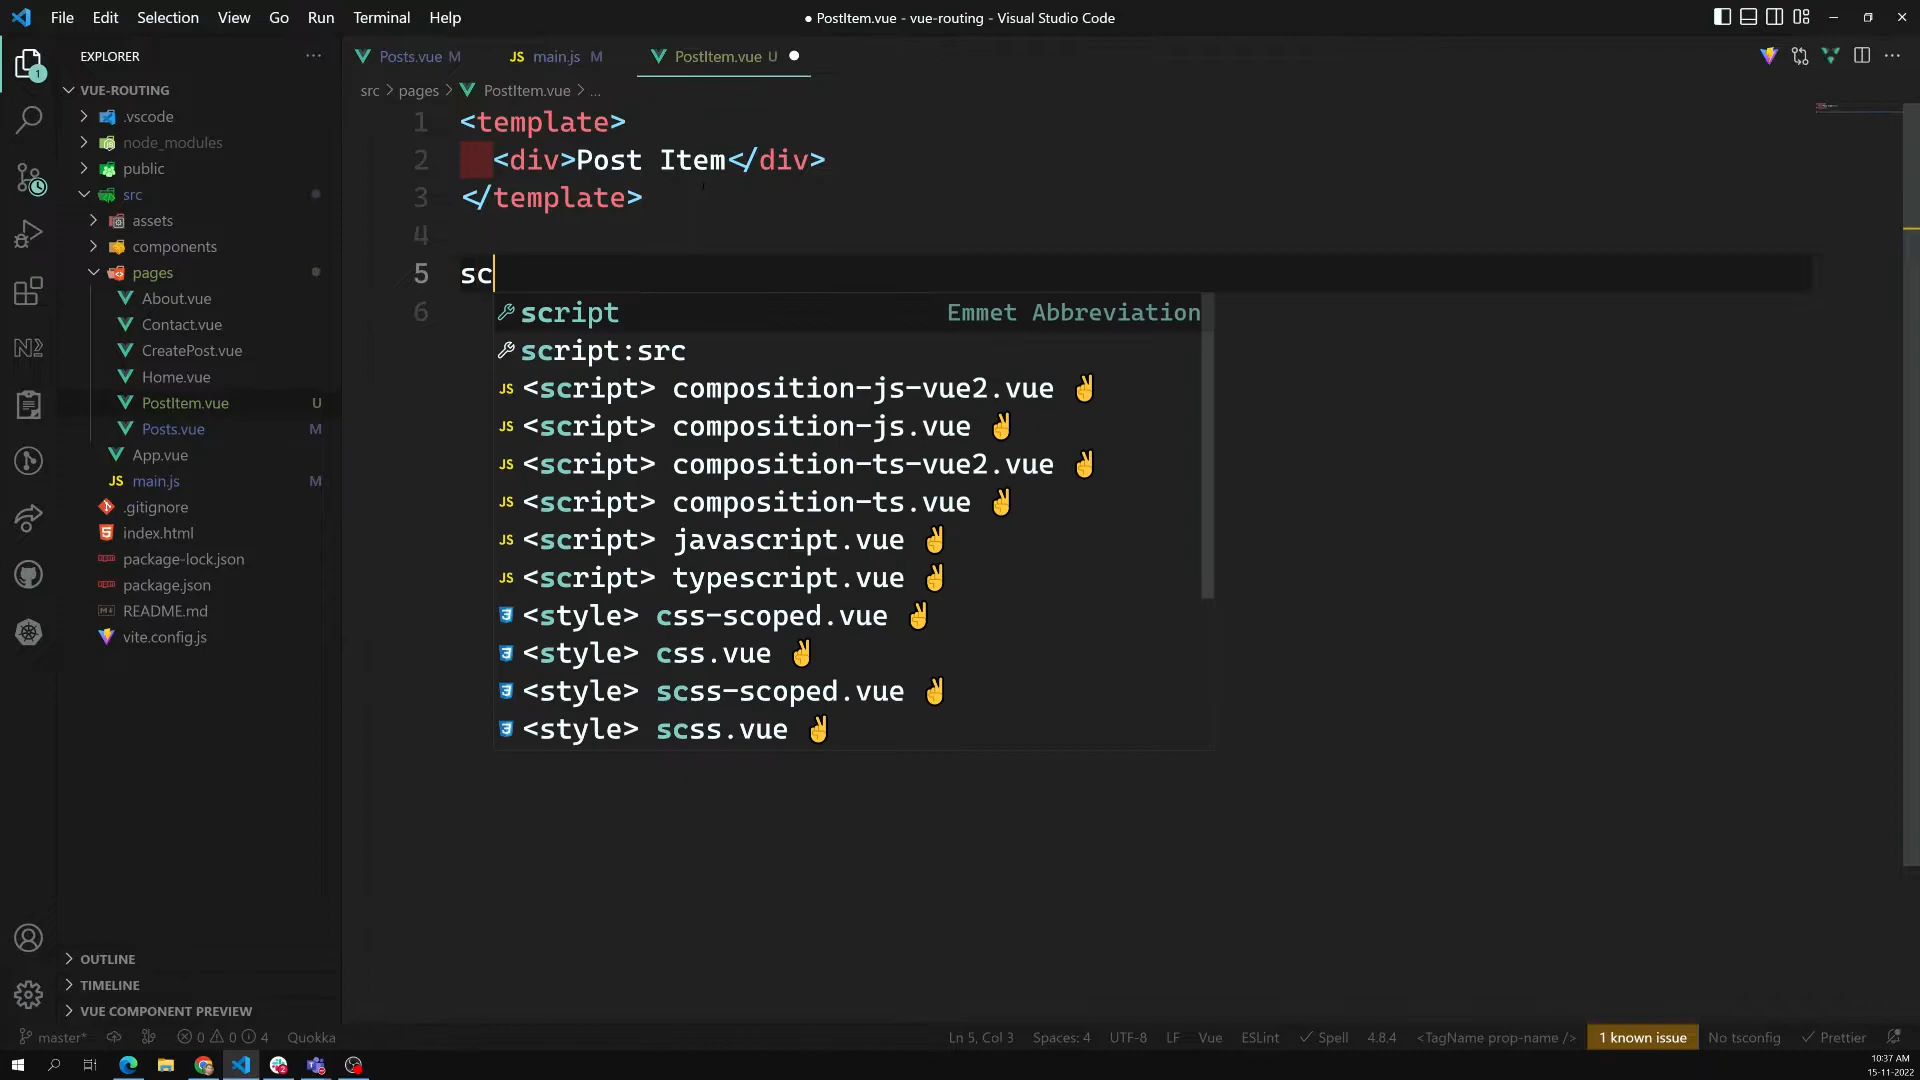 File Edit Selection View Go Run Terminal Help
● PostItem.vue - vue-routing - Visual Studio Code
EXPLORER
1
VUE-ROUTING
.vscode
node_modules
public
src
assets
components
pages
About.vue
Contact.vue
CreatePost.vue
Home.vue
PostItem.vue U
Posts.vue M
App.vue
main.js M
.gitignore
index.html
package-lock.json
package.json
README.md
vite.config.js
OUTLINE
TIMELINE
VUE COMPONENT PREVIEW
Posts.vue M JS main.js M PostItem.vue U
src > pages > PostItem.vue > ...
1 <template>
2 <div>Post Item</div>
3 </template>
4
5 sc
6
script Emmet Abbreviation
script:src
JS <script> composition-js-vue2.vue ✌
JS <script> composition-js.vue ✌
JS <script> composition-ts-vue2.vue ✌
JS <script> composition-ts.vue ✌
JS <script> javascript.vue ✌
JS <script> typescript.vue ✌
<style> css-scoped.vue ✌
<style> css.vue ✌
<style> scss-scoped.vue ✌
<style> scss.vue ✌
master* 0 0 4 Quokka Ln 5, Col 3 Spaces: 4 UTF-8 LF Vue ESLint Spell 4.8.4 <TagName prop-name /> 1 known issue No tsconfig Prettier
10:37 AM
15-11-2022